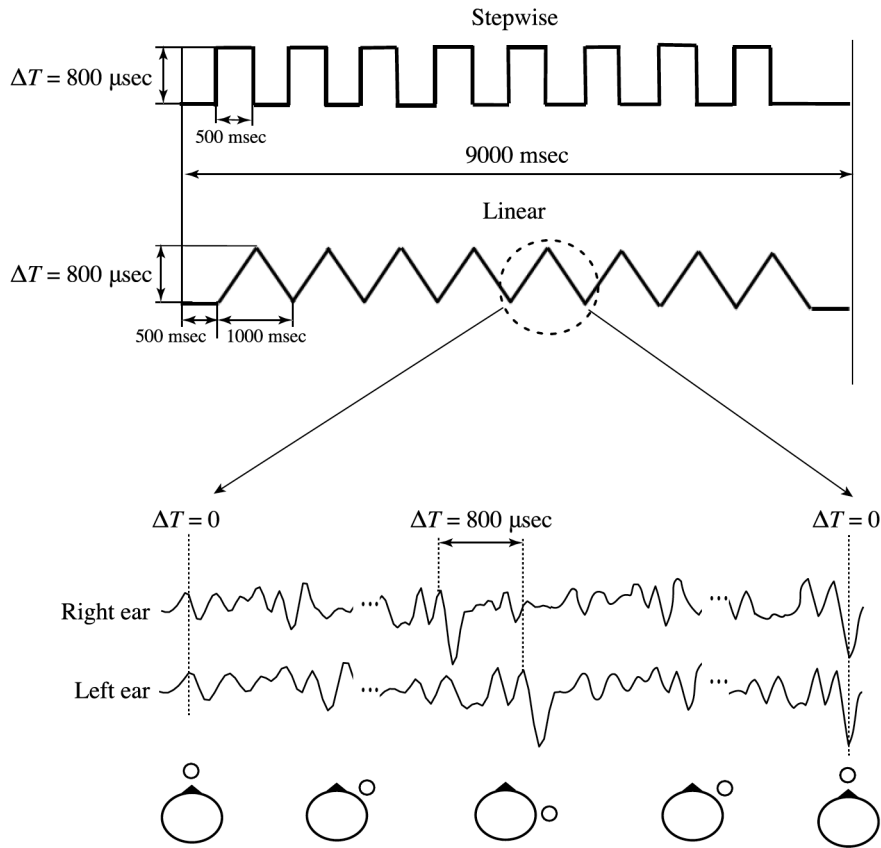 Stepwise
ΔT = 800 μsec
500 msec
9000 msec
Linear
ΔT = 800 μsec
500 msec
1000 msec
ΔT = 0
ΔT = 800 μsec
ΔT = 0
Right ear
...
...
Left ear
...
...